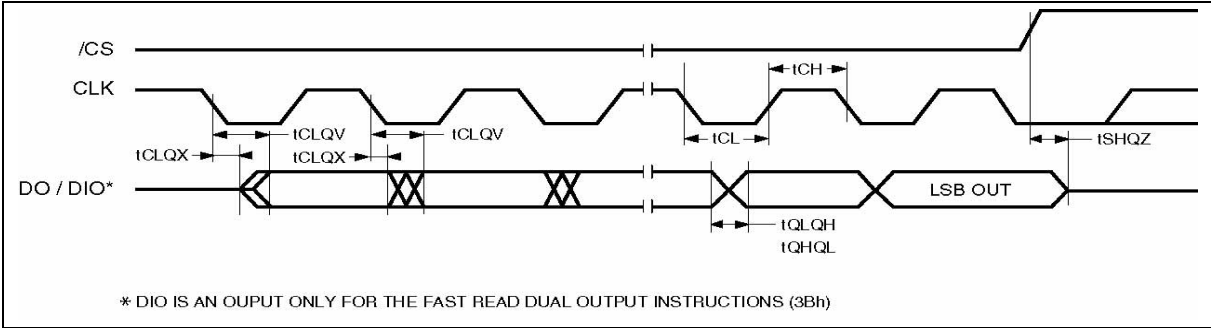 /CS
CLK
tCH
tCLQV
tCLQV
tCL
tSHQZ
tCLQX
tCLQX
DO / DIO*
LSB OUT
tQLQH
tQHQL
* DIO IS AN OUPUT ONLY FOR THE FAST READ DUAL OUTPUT INSTRUCTIONS (3Bh)